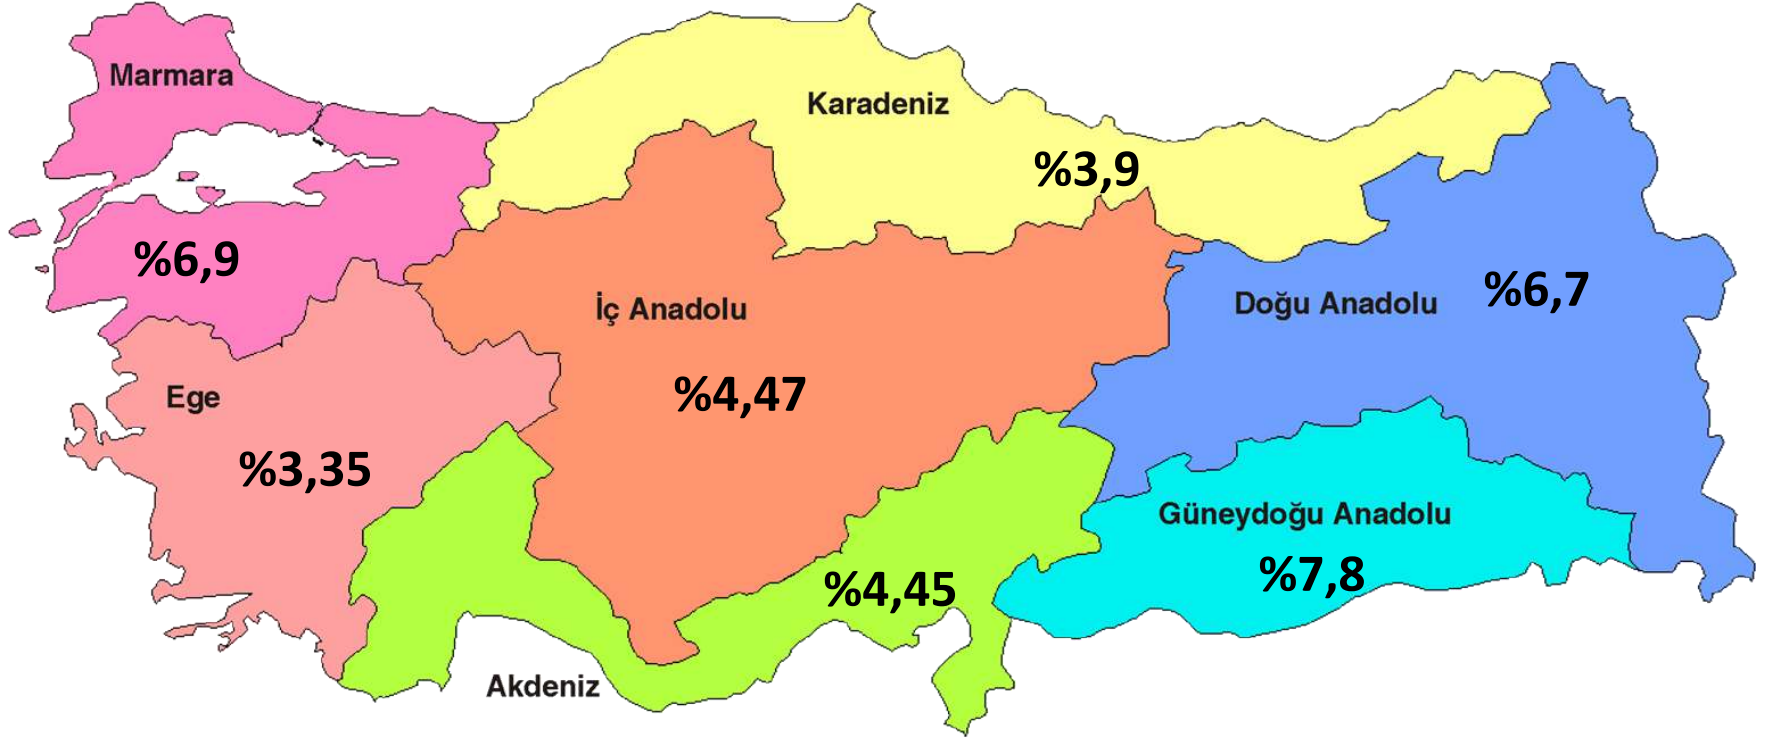 Marmara
Karadeniz
%3,9
%6,9
İç Anadolu
Doğu Anadolu
%6,7
Ege
%4,47
%3,35
Güneydoğu Anadolu
%7,8
%4,45
Akdeniz